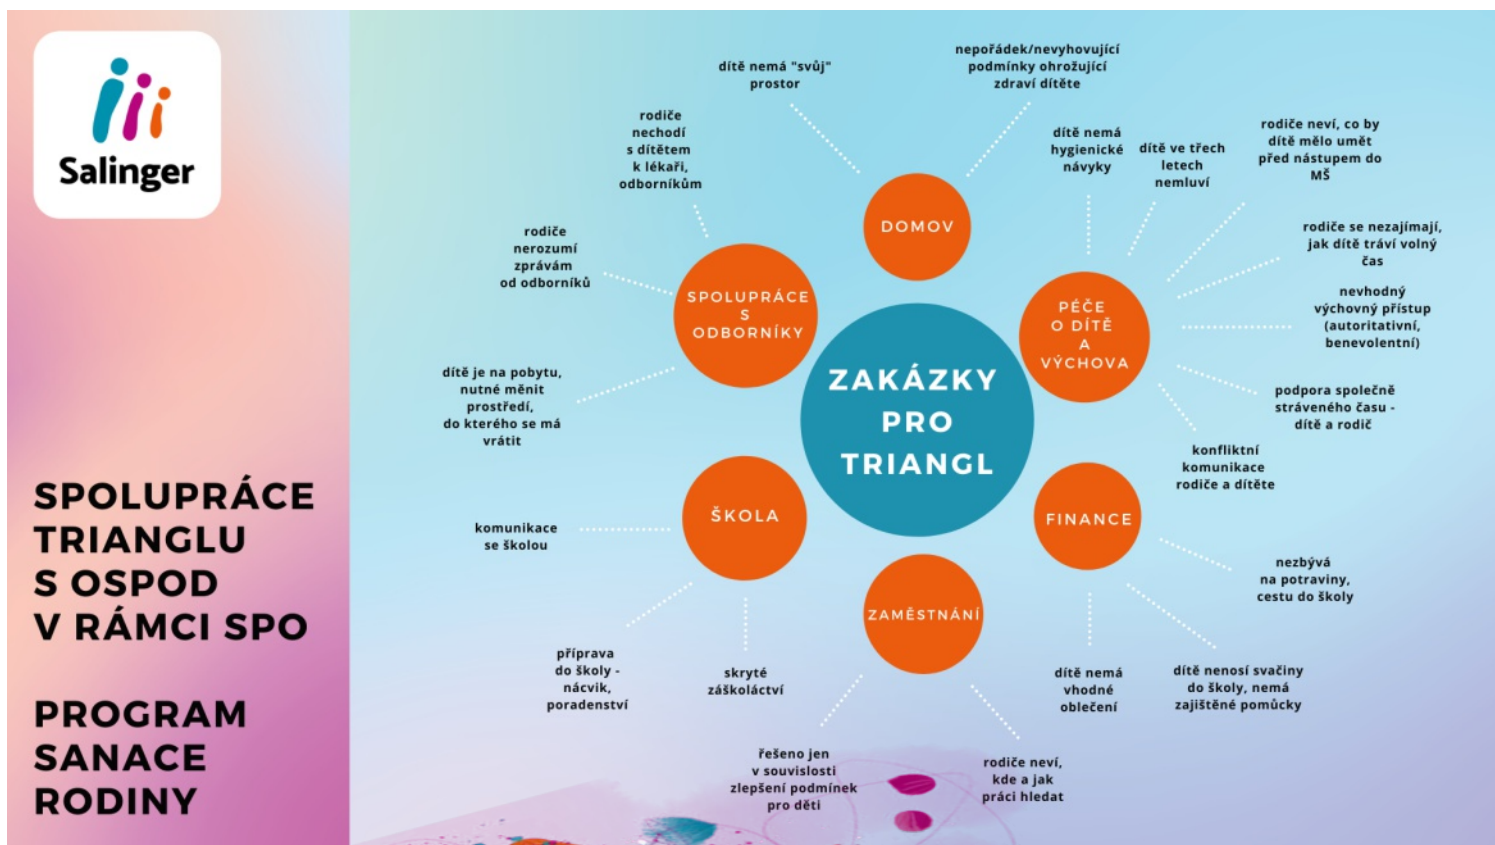 Salinger
SPOLUPRÁCE
TRIANGLU
S OSPOD
V RÁMCI SPO
PROGRAM
SANACE
RODINY
ZAKÁZKY
PRO
TRIANGL
DOMOV
dítě nemá "svůj"
prostor
nepořádek/nevyhovující
podmínky ohrožující
zdraví dítěte
PÉČE
O DÍTĚ
A
VÝCHOVA
dítě nemá
hygienické
návyky
dítě ve třech
letech
nemluví
rodiče neví, co by
dítě mělo umět
před nástupem do
MŠ
rodiče se nezajímají,
jak dítě tráví volný
čas
nevhodný
výchovný přístup
(autoritativní,
benevolentní)
podpora společně
stráveného času -
dítě a rodič
konfliktní
komunikace
rodiče a dítěte
FINANCE
nezbývá
na potraviny,
cestu do školy
dítě nenosí svačiny
do školy, nemá
zajištěné pomůcky
dítě nemá
vhodné
oblečení
ZAMĚSTNÁNÍ
rodiče neví,
kde a jak
práci hledat
řešeno jen
v souvislosti
zlepšení podmínek
pro děti
ŠKOLA
skryté
záškoláctví
příprava
do školy -
nácvik,
poradenství
komunikace
se školou
SPOLUPRÁCE
S
ODBORNÍKY
dítě je na pobytu,
nutné měnit
prostředí,
do kterého se má
vrátit
rodiče
nerozumí
zprávám
od odborníků
rodiče
nechodí
s dítětem
k lékaři,
odborníkům